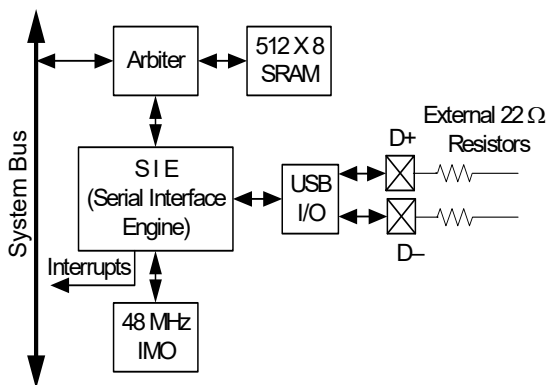 System Bus
Arbiter
512 X 8
SRAM
S I E
(Serial Interface
Engine)
USB
I/O
D+
D–
External 22 Ω
Resistors
Interrupts
48 MHz
IMO